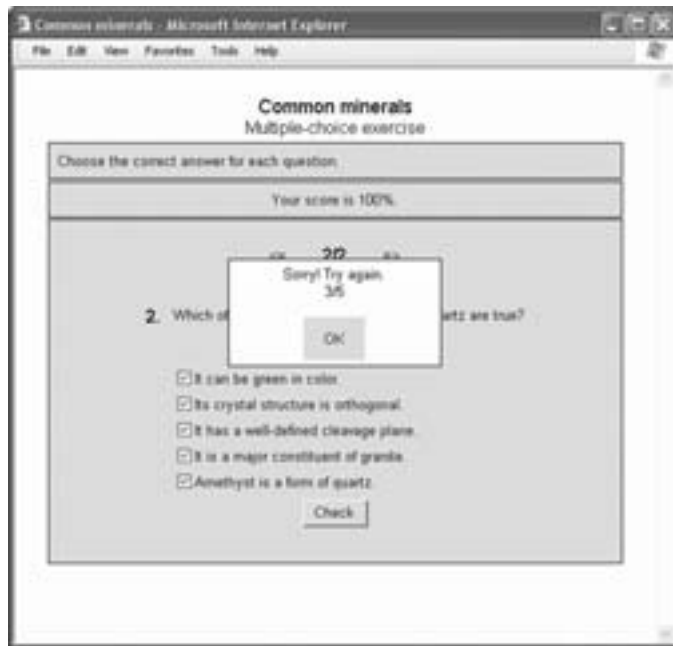 Common minerals - Microsoft Internet Explorer
File Edit View Favorites Tools Help
Common minerals
Multiple-choice exercise
Choose the correct answer for each question.
Your score is 100%.
<= 2/2 =>
Sorry! Try again.
3/5
2. Which of artz are true?
OK
It can be green in color.
Its crystal structure is orthogonal.
It has a well-defined cleavage plane.
It is a major constituent of granite.
Amethyst is a form of quartz.
Check